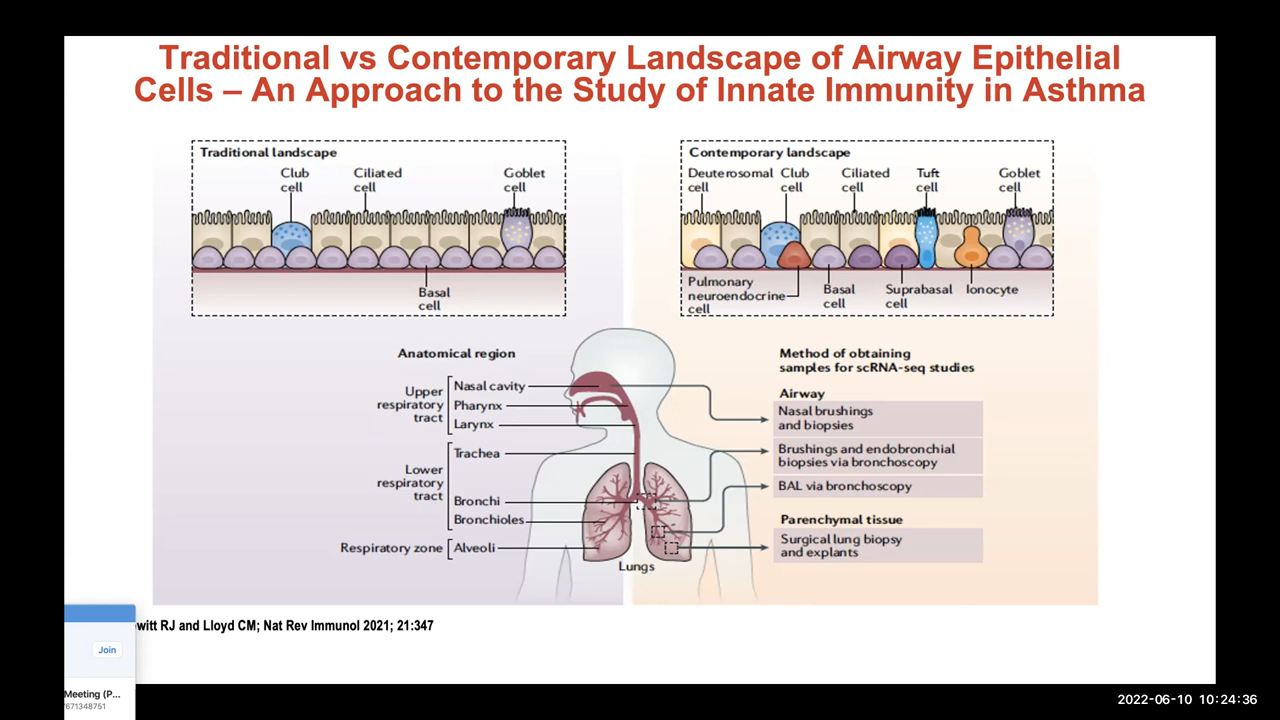 Traditional vs Contemporary Landscape of Airway Epithelial
Cells – An Approach to the Study of Innate Immunity in Asthma
Traditional landscape
Club
cell
Ciliated
cell
Goblet
cell
Basal
cell
Contemporary landscape
Deuterosomal
cell
Club
cell
Ciliated
cell
Tuft
cell
Goblet
cell
Pulmonary
neuroendocrine
cell
Basal
cell
Suprabasal
cell
Ionocyte
Anatomical region
Upper
respiratory
tract
Nasal cavity
Pharynx
Larynx
Lower
respiratory
tract
Trachea
Bronchi
Bronchioles
Respiratory zone
Alveoli
Lungs
Method of obtaining
samples for scRNA-seq studies
Airway
Nasal brushings
and biopsies
Brushings and endobronchial
biopsies via bronchoscopy
BAL via bronchoscopy
Parenchymal tissue
Surgical lung biopsy
and explants
witt RJ and Lloyd CM; Nat Rev Immunol 2021; 21:347
Join
Meeting (P...
671348751
2022-06-10 10:24:36